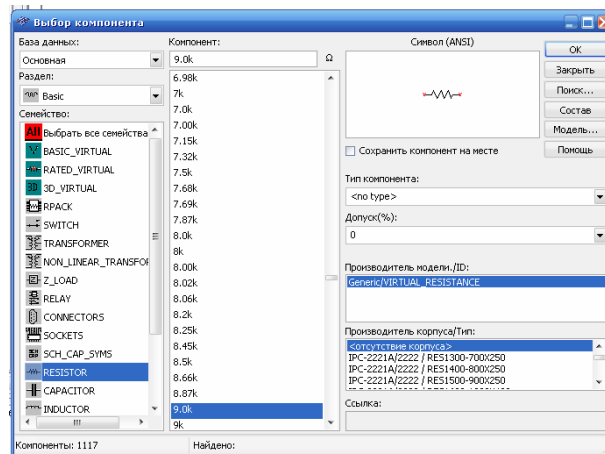 Выбор компонента
База данных:
Основная
Раздел:
Basic
Семейство:
All Выбрать все семейства
BASIC_VIRTUAL
RATED_VIRTUAL
3D 3D_VIRTUAL
RPACK
SWITCH
TRANSFORMER
NON_LINEAR_TRANSFOR
Z_LOAD
RELAY
CONNECTORS
SOCKETS
SCH_CAP_SYMS
RESISTOR
CAPACITOR
INDUCTOR
Компонент:
9.0k Ω
6.98k
7k
7.0k
7.00k
7.15k
7.32k
7.5k
7.68k
7.69k
7.87k
8.0k
8k
8.00k
8.02k
8.06k
8.2k
8.25k
8.45k
8.5k
8.66k
8.87k
9.0k
9k
Символ (ANSI)
Сохранить компонент на месте
Тип компонента:
<no type>
Допуск(%):
0
Производитель модели./ID:
Generic/VIRTUAL_RESISTANCE
Производитель корпуса/Тип:
<отсутствие корпуса>
IPC-2221A/2222 / RES1300-700X250
IPC-2221A/2222 / RES1400-800X250
IPC-2221A/2222 / RES1500-900X250
Ссылка:
OK
Закрыть
Поиск...
Состав
Модель...
Помощь
Компоненты: 1117
Найдено: